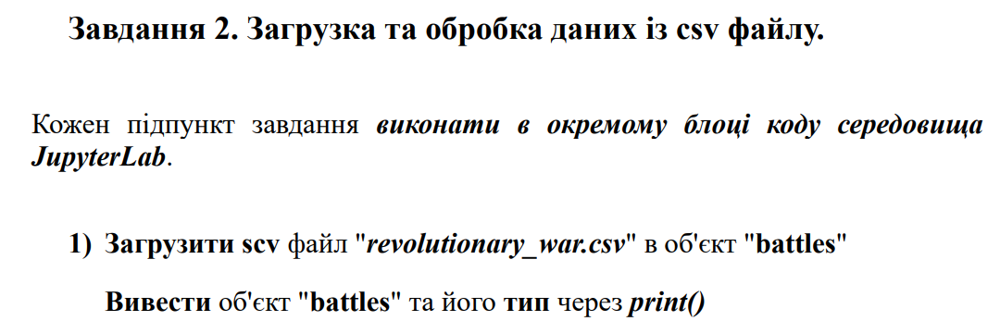 Завдання 2. Загрузка та обробка даних із csv файлу.
Кожен підпункт завдання виконати в окремому блоці коду середовища
JupyterLab.
1) Загрузити scv файл "revolutionary_war.csv" в об'єкт "battles"
Вивести об'єкт "battles" та його тип через print()